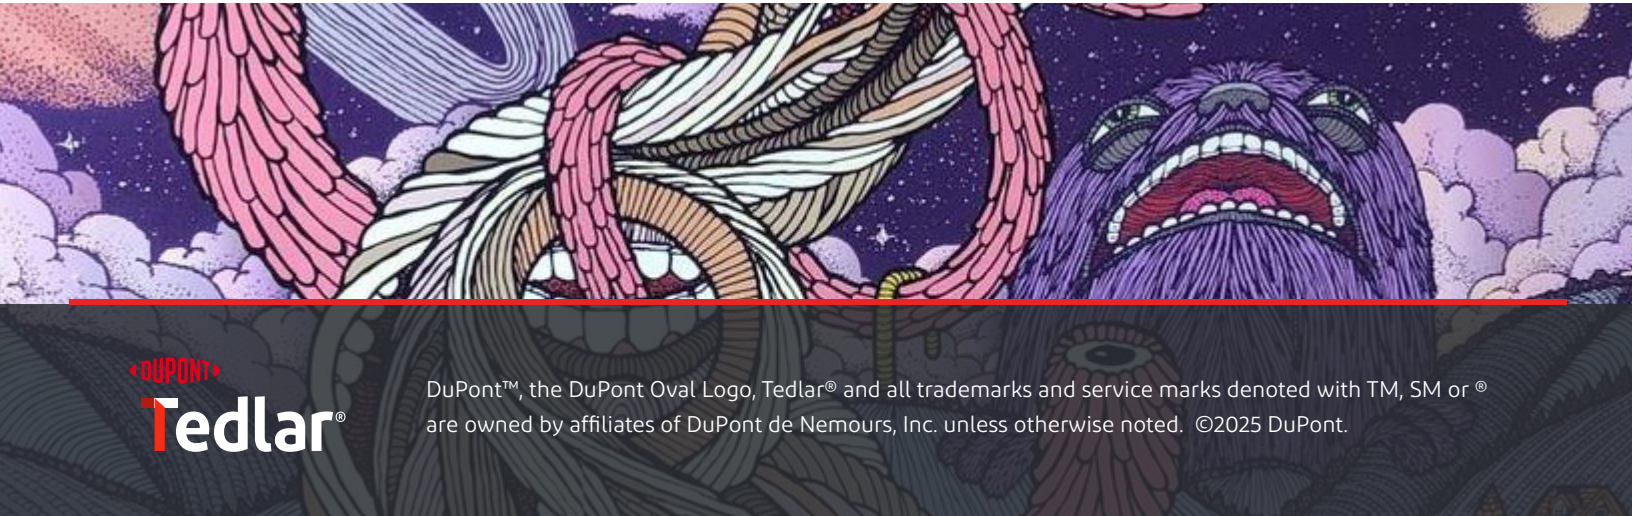 DUPONT
Tedlar®
DuPont™, the DuPont Oval Logo, Tedlar® and all trademarks and service marks denoted with TM, SM or ®
are owned by affiliates of DuPont de Nemours, Inc. unless otherwise noted.  ©2025 DuPont.